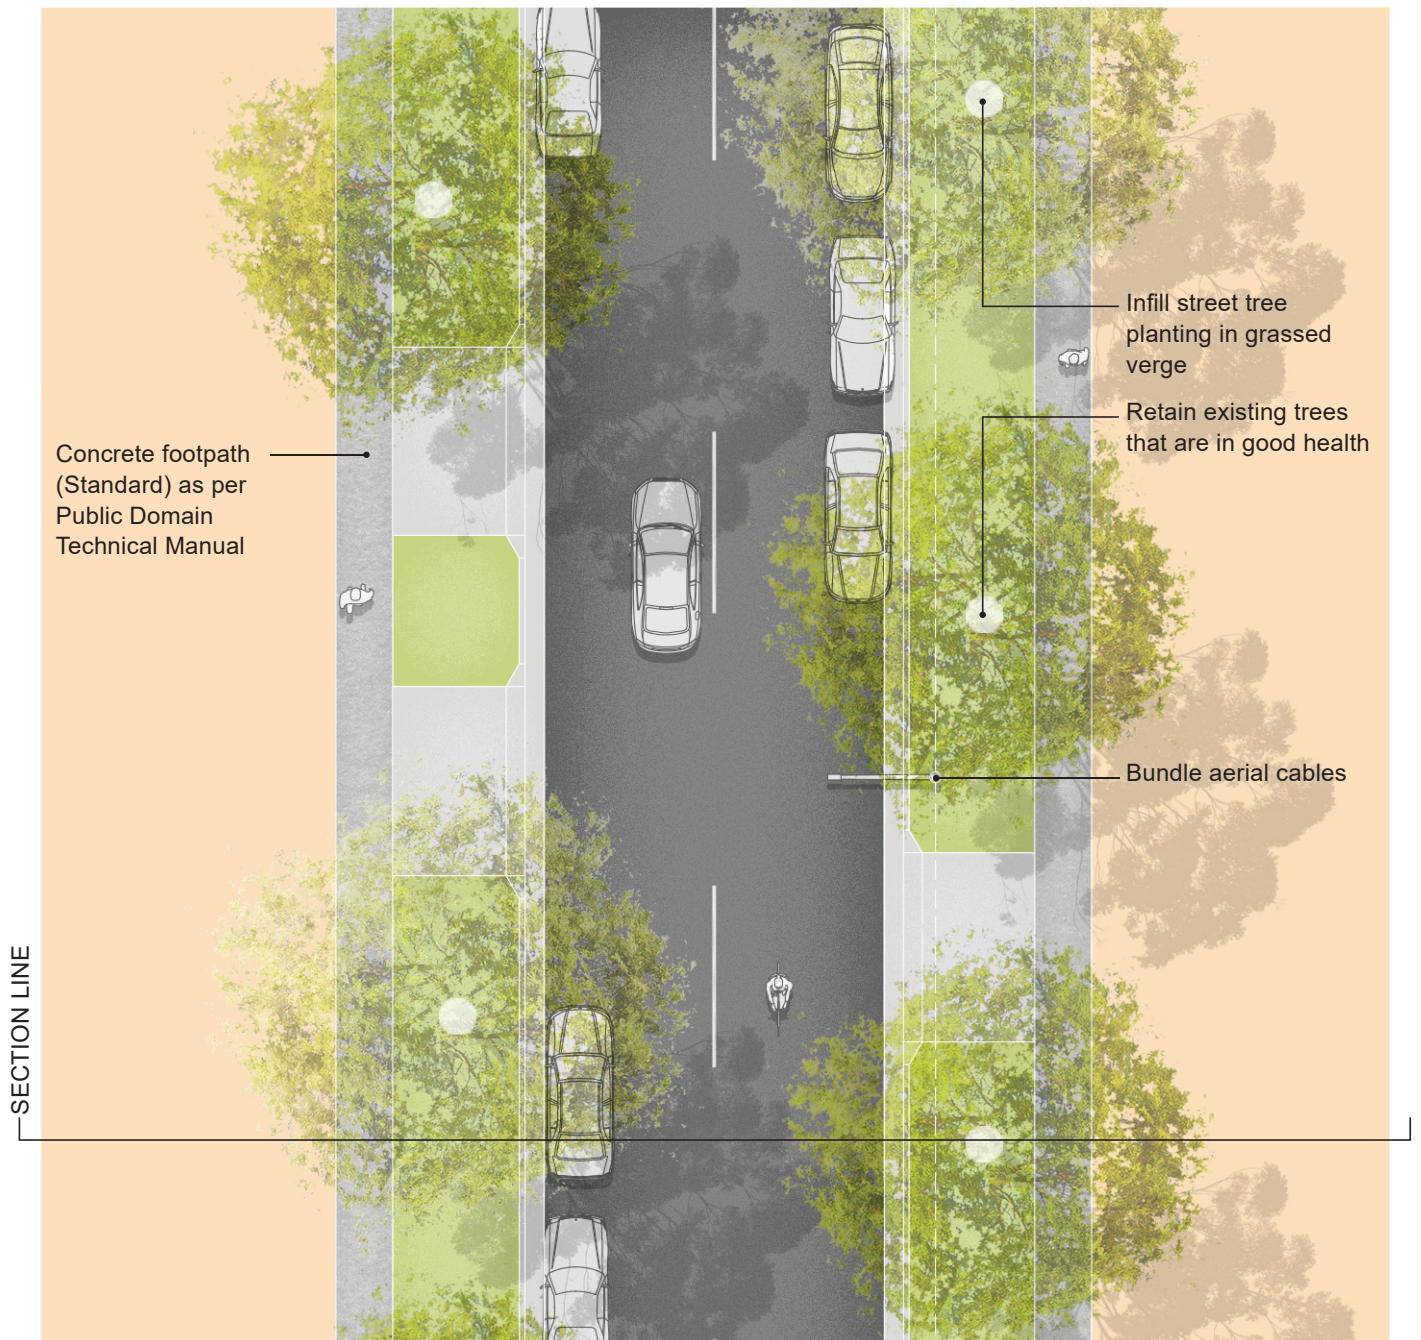 Infill street tree
planting in grassed
verge
Retain existing trees
that are in good health
Concrete footpath
(Standard) as per
Public Domain
Technical Manual
Bundle aerial cables
SECTION LINE